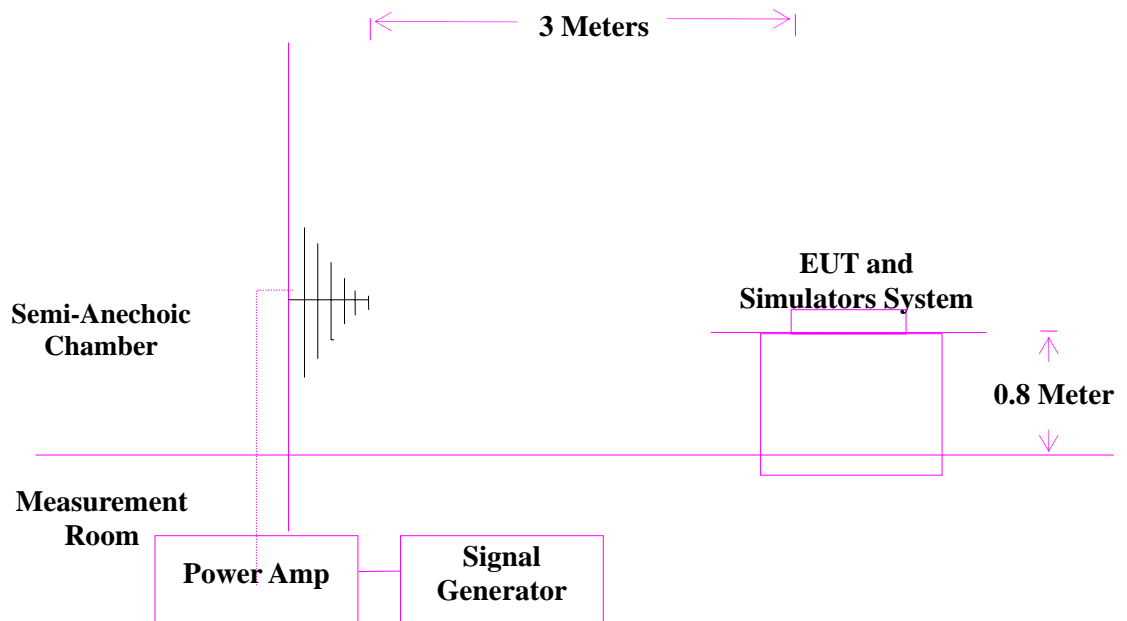 3 Meters
EUT and
Simulators System
Semi-Anechoic
Chamber
0.8 Meter
Measurement
Room
Power Amp
Signal
Generator